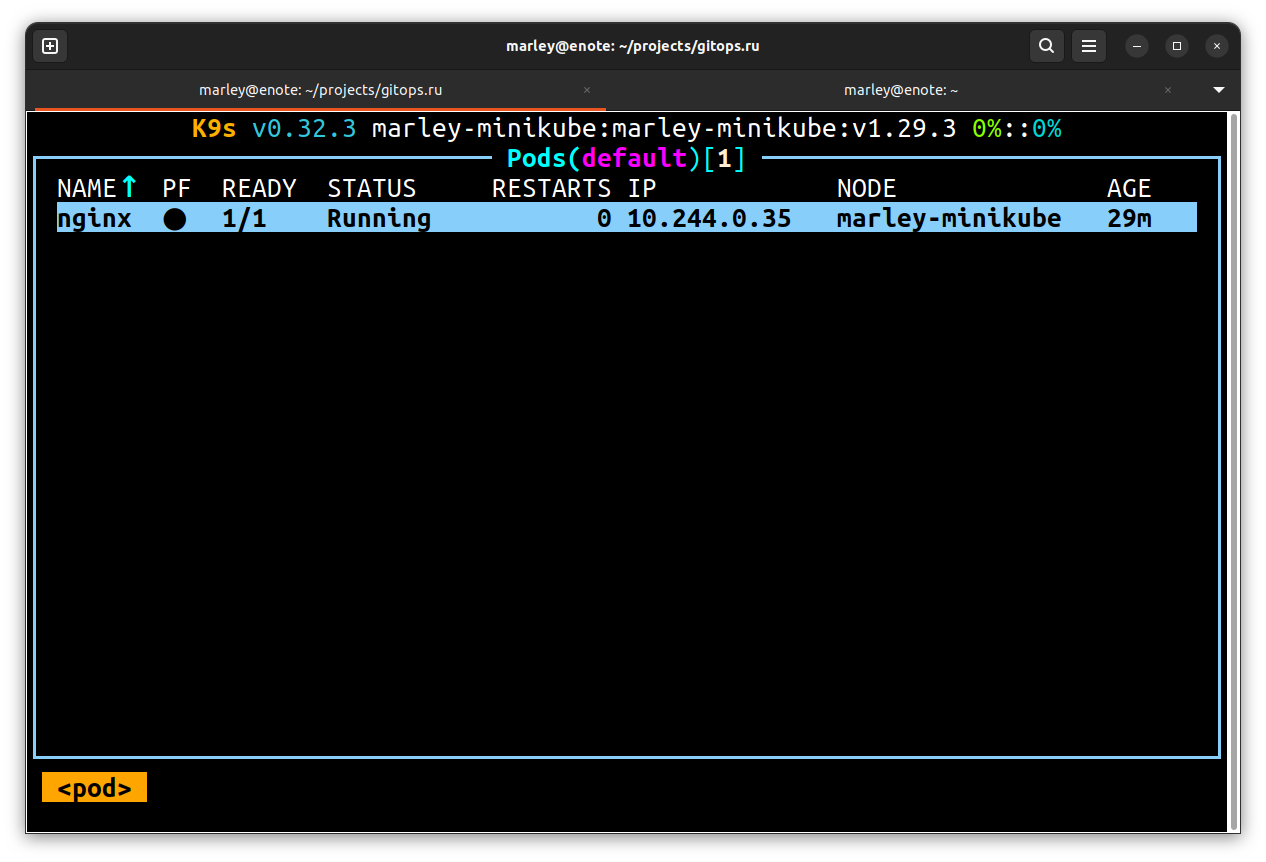 marley@enote: ~/projects/gitops.ru
marley@enote: ~/projects/gitops.ru × marley@enote: ~ ×
K9s v0.32.3 marley-minikube:marley-minikube:v1.29.3 0%::0%
Pods(default)[1]
NAME↑ PF READY STATUS RESTARTS IP NODE AGE
nginx ● 1/1 Running 0 10.244.0.35 marley-minikube 29m
<pod>